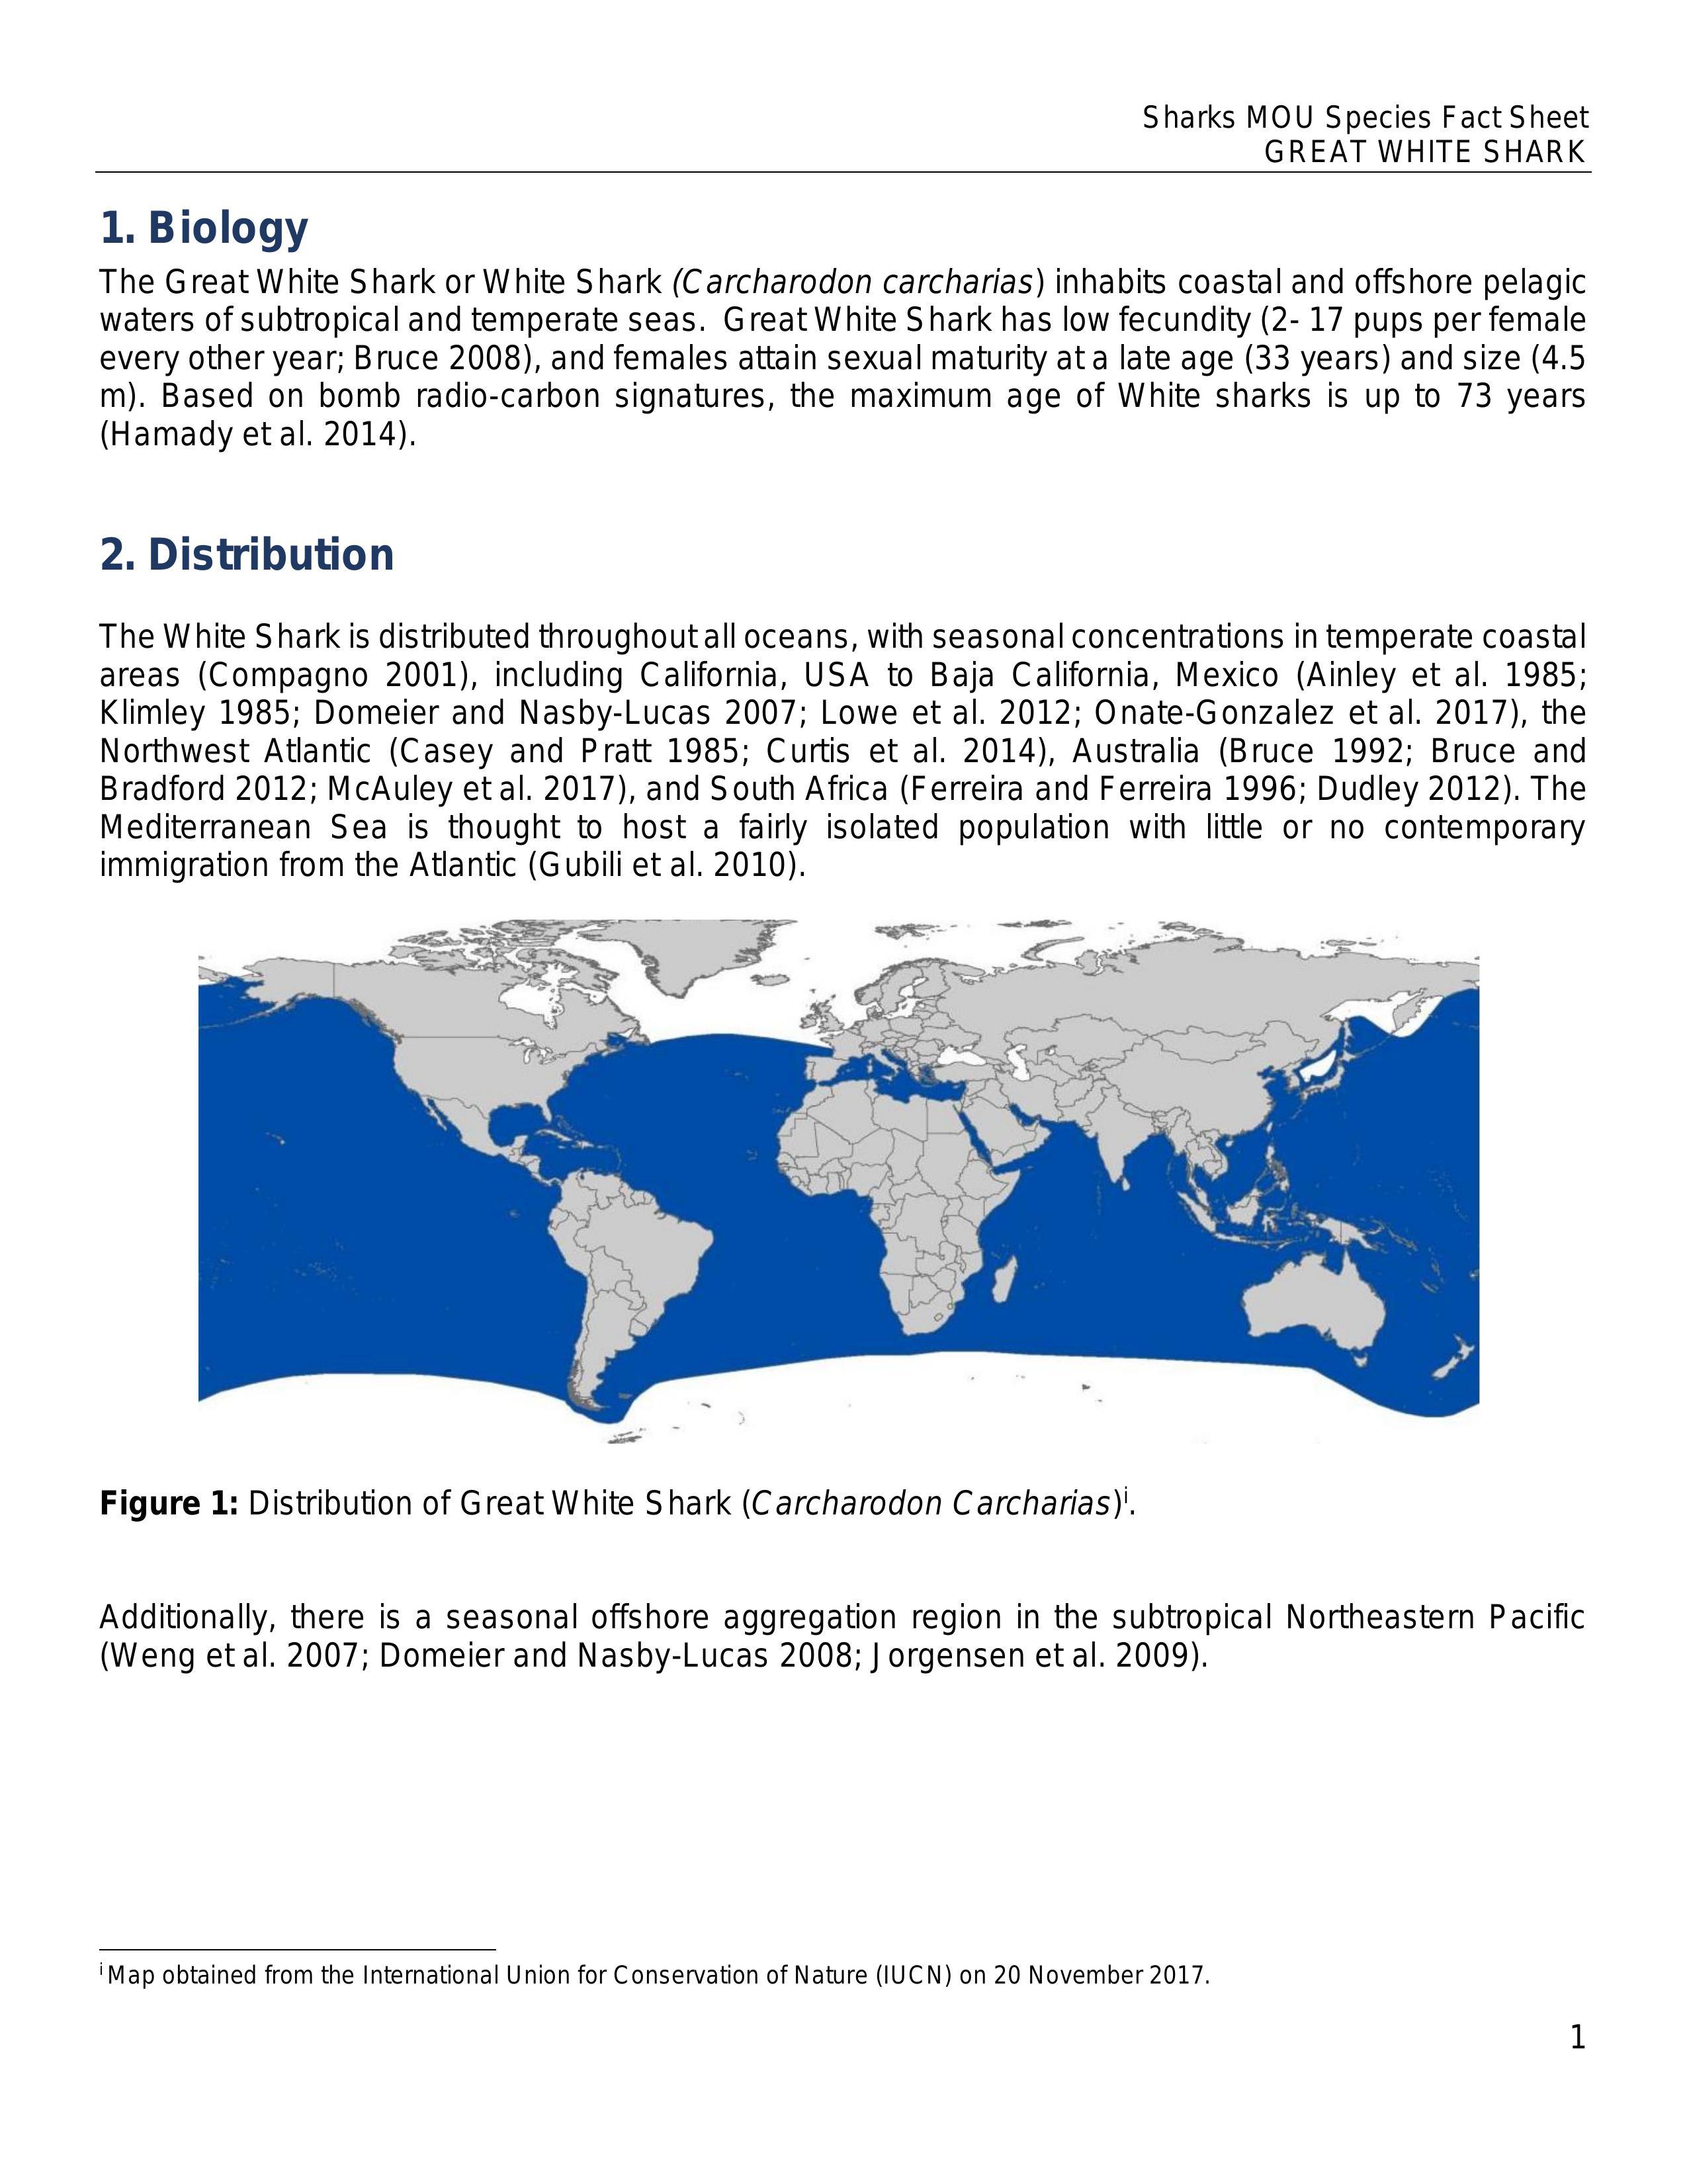 Sharks MOU Species Fact Sheet
GREAT WHITE SHARK
1. Biology
The Great White Shark or White Shark (Carcharodon carcharias) inhabits coastal and offshore pelagic
waters of subtropical and temperate seas. Great White Shark has low fecundity (2- 17 pups per female
every other year; Bruce 2008), and females attain sexual maturity at a late age (33 years) and size (4.5
m). Based on bomb radio-carbon signatures, the maximum age of White sharks is up to 73 years
(Hamady et al. 2014).
2. Distribution
The White Shark is distributed throughout all oceans, with seasonal concentrations in temperate coastal
areas (Compagno 2001), including California, USA to Baja California, Mexico (Ainley et al. 1985;
Klimley 1985; Domeier and Nasby-Lucas 2007; Lowe et al. 2012; Onate-Gonzalez et al. 2017), the
Northwest Atlantic (Casey and Pratt 1985; Curtis et al. 2014), Australia (Bruce 1992; Bruce and
Bradford 2012; McAuley et al. 2017), and South Africa (Ferreira and Ferreira 1996; Dudley 2012). The
Mediterranean Sea is thought to host a fairly isolated population with little or no contemporary
immigration from the Atlantic (Gubili et al. 2010).
Figure 1: Distribution of Great White Shark (Carcharodon Carcharias)i.
Additionally, there is a seasonal offshore aggregation region in the subtropical Northeastern Pacific
(Weng et al. 2007; Domeier and Nasby-Lucas 2008; Jorgensen et al. 2009).
i Map obtained from the International Union for Conservation of Nature (IUCN) on 20 November 2017.
1